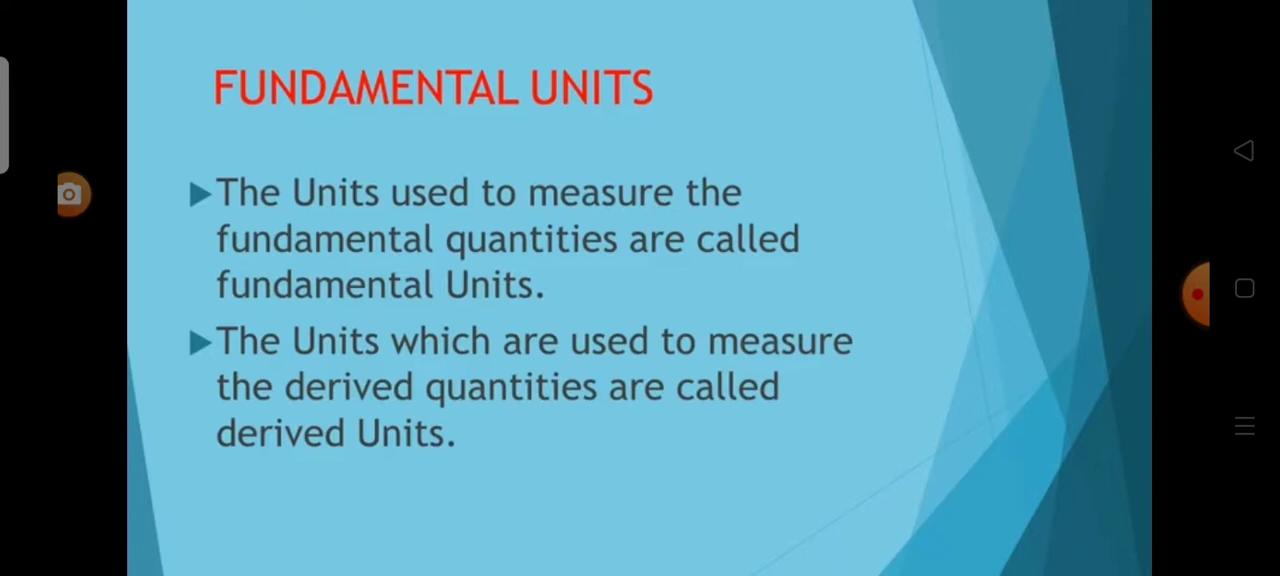 FUNDAMENTAL UNITS
The Units used to measure the
fundamental quantities are called
fundamental Units.
The Units which are used to measure
the derived quantities are called
derived Units.